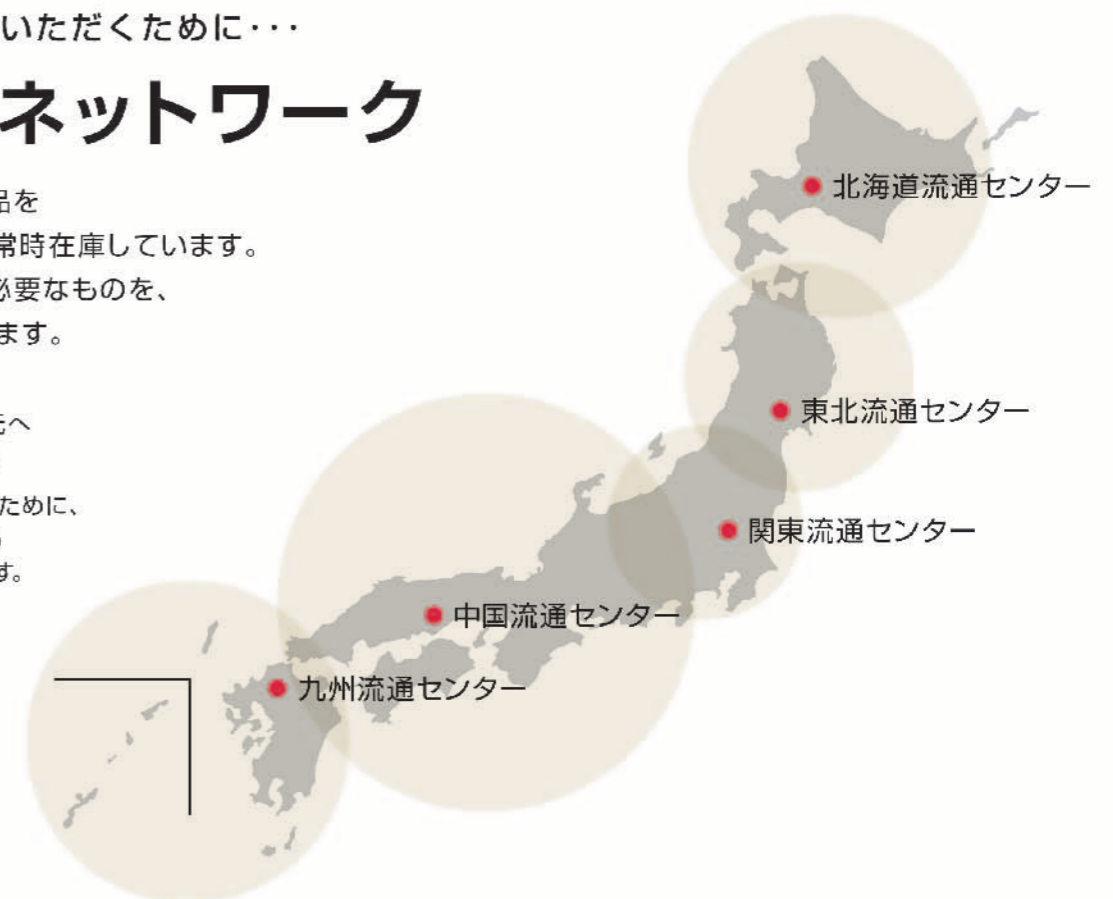 いただくために･･･
ネットワーク
品を
常時在庫しています。
必要なものを、
ます。
先へ
ために、
す。
北海道流通センター
東北流通センター
関東流通センター
中国流通センター
九州流通センター